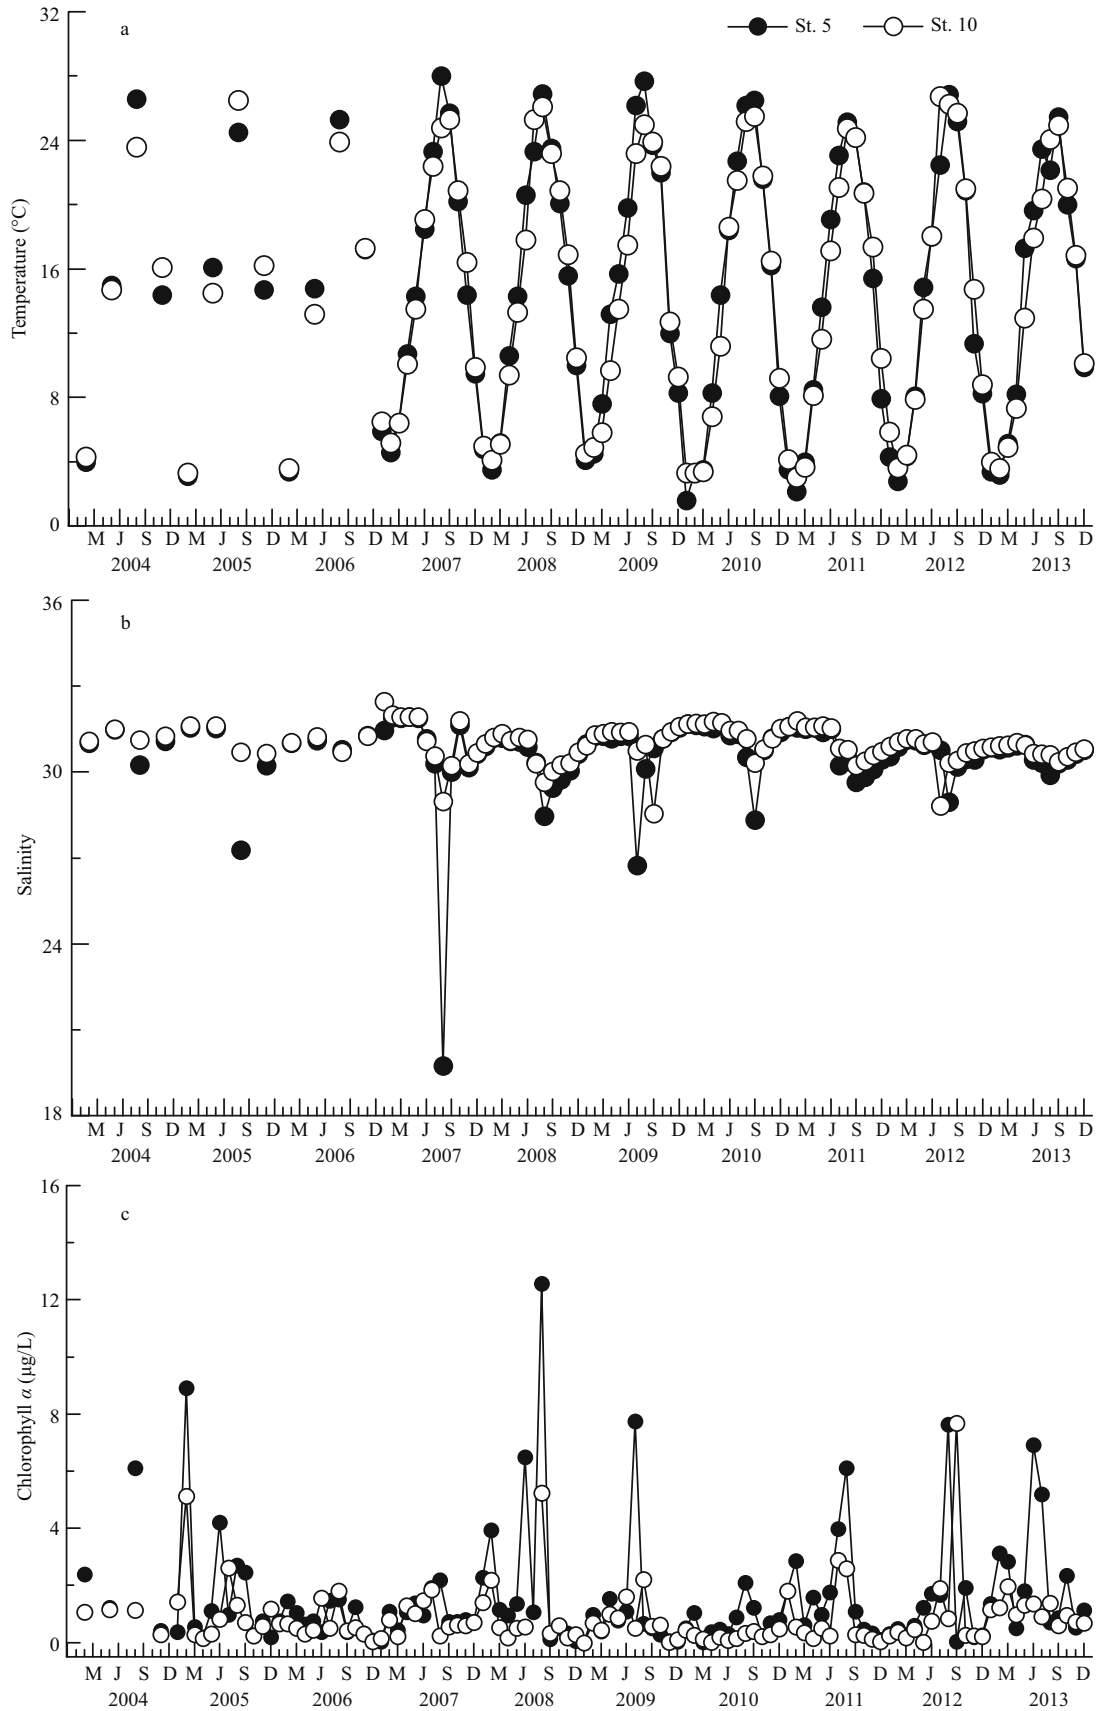 32
a
St. 5
St. 10
24
16
8
0
Temperature (°C)
M J S D M J S D M J S D M J S D M J S D M J S D M J S D M J S D M J S D M J S D
2004 2005 2006 2007 2008 2009 2010 2011 2012 2013
36
b
30
24
18
Salinity
M J S D M J S D M J S D M J S D M J S D M J S D M J S D M J S D M J S D M J S D
2004 2005 2006 2007 2008 2009 2010 2011 2012 2013
16
c
12
8
4
0
Chlorophyll α (μg/L)
M J S D M J S D M J S D M J S D M J S D M J S D M J S D M J S D M J S D M J S D
2004 2005 2006 2007 2008 2009 2010 2011 2012 2013